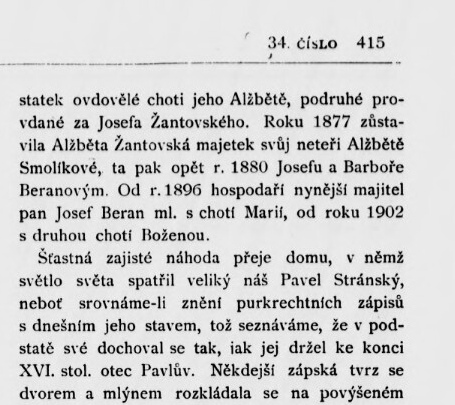 34. ČÍSLO 415
statek ovdovělé choti jeho Alžbětě, podruhé pro-
vdané za Josefa Žantovského. Roku 1877 zůsta-
vila Alžběta Žantovská majetek svůj neteři Alžbětě
Smolíkové, ta pak opět r. 1880 Josefu a Barboře
Beranovým. Od r. 1896 hospodaří nynější majitel
pan Josef Beran ml. s chotí Marií, od roku 1902
s druhou chotí Boženou.
Šťastná zajisté náhoda přeje domu, v němž
světlo světa spatřil veliký náš Pavel Stránský,
neboť srovnáme-li znění purkrechtních zápisů
s dnešním jeho stavem, tož seznáváme, že v pod-
statě své dochoval se tak, iak jej držel ke konci
XVI. stol. otec Pavlův. Někdejší zápská tvrz se
dvorem a mlýnem rozkládala se na povýšeném